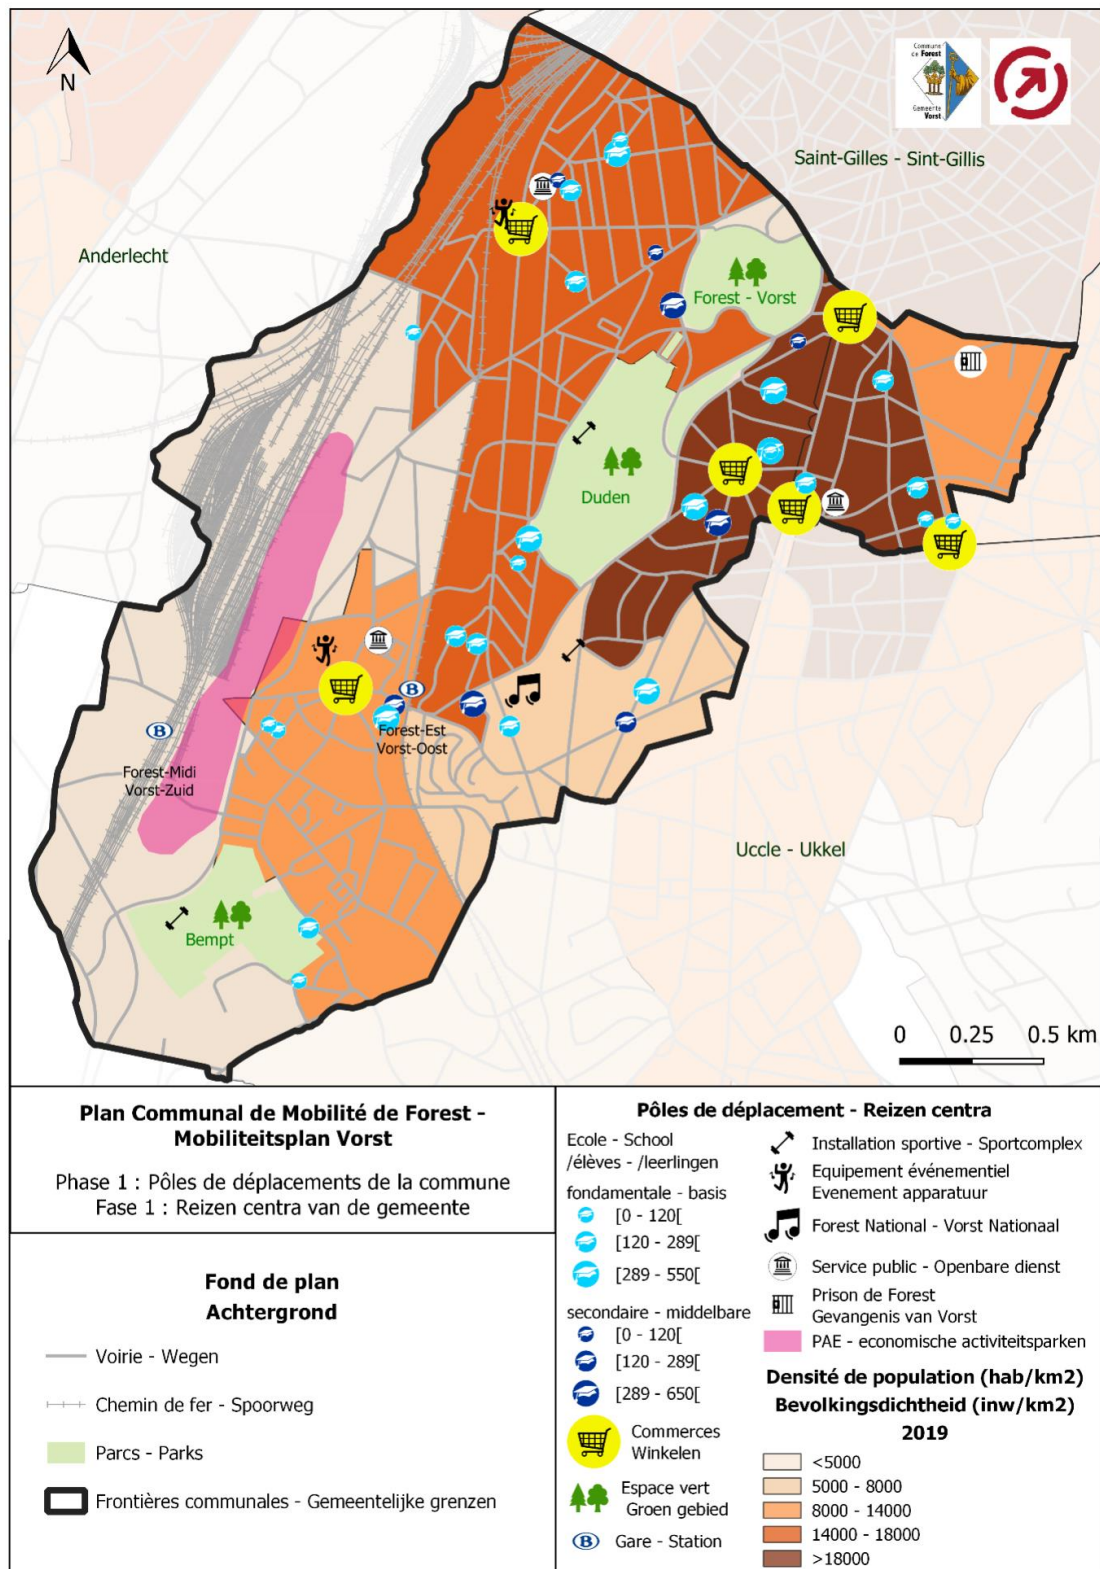 N
Commune
de Forest
Gemeente
Vorst
Saint-Gilles - Sint-Gillis
Anderlecht
Forest - Vorst
Duden
B
Forest-Est
Vorst-Oost
B
Forest-Midi
Vorst-Zuid
Uccle - Ukkel
Bempt
0 0.25 0.5 km
Plan Communal de Mobilité de Forest -
Mobiliteitsplan Vorst
Phase 1 : Pôles de déplacements de la commune
Fase 1 : Reizen centra van de gemeente
Fond de plan
Achtergrond
Voirie - Wegen
Chemin de fer - Spoorweg
Parcs - Parks
Frontières communales - Gemeentelijke grenzen
Pôles de déplacement - Reizen centra
Ecole - School
/élèves - /leerlingen
fondamentale - basis
[0 - 120[
[120 - 289[
[289 - 550[
secondaire - middelbare
[0 - 120[
[120 - 289[
[289 - 650[
Commerces
Winkelen
Espace vert
Groen gebied
B Gare - Station
Installation sportive - Sportcomplex
Equipement événementiel
Evenement apparatuur
Forest National - Vorst Nationaal
Service public - Openbare dienst
Prison de Forest
Gevangenis van Vorst
PAE - economische activiteitsparken
Densité de population (hab/km2)
Bevolkingsdichtheid (inw/km2)
2019
<5000
5000 - 8000
8000 - 14000
14000 - 18000
>18000